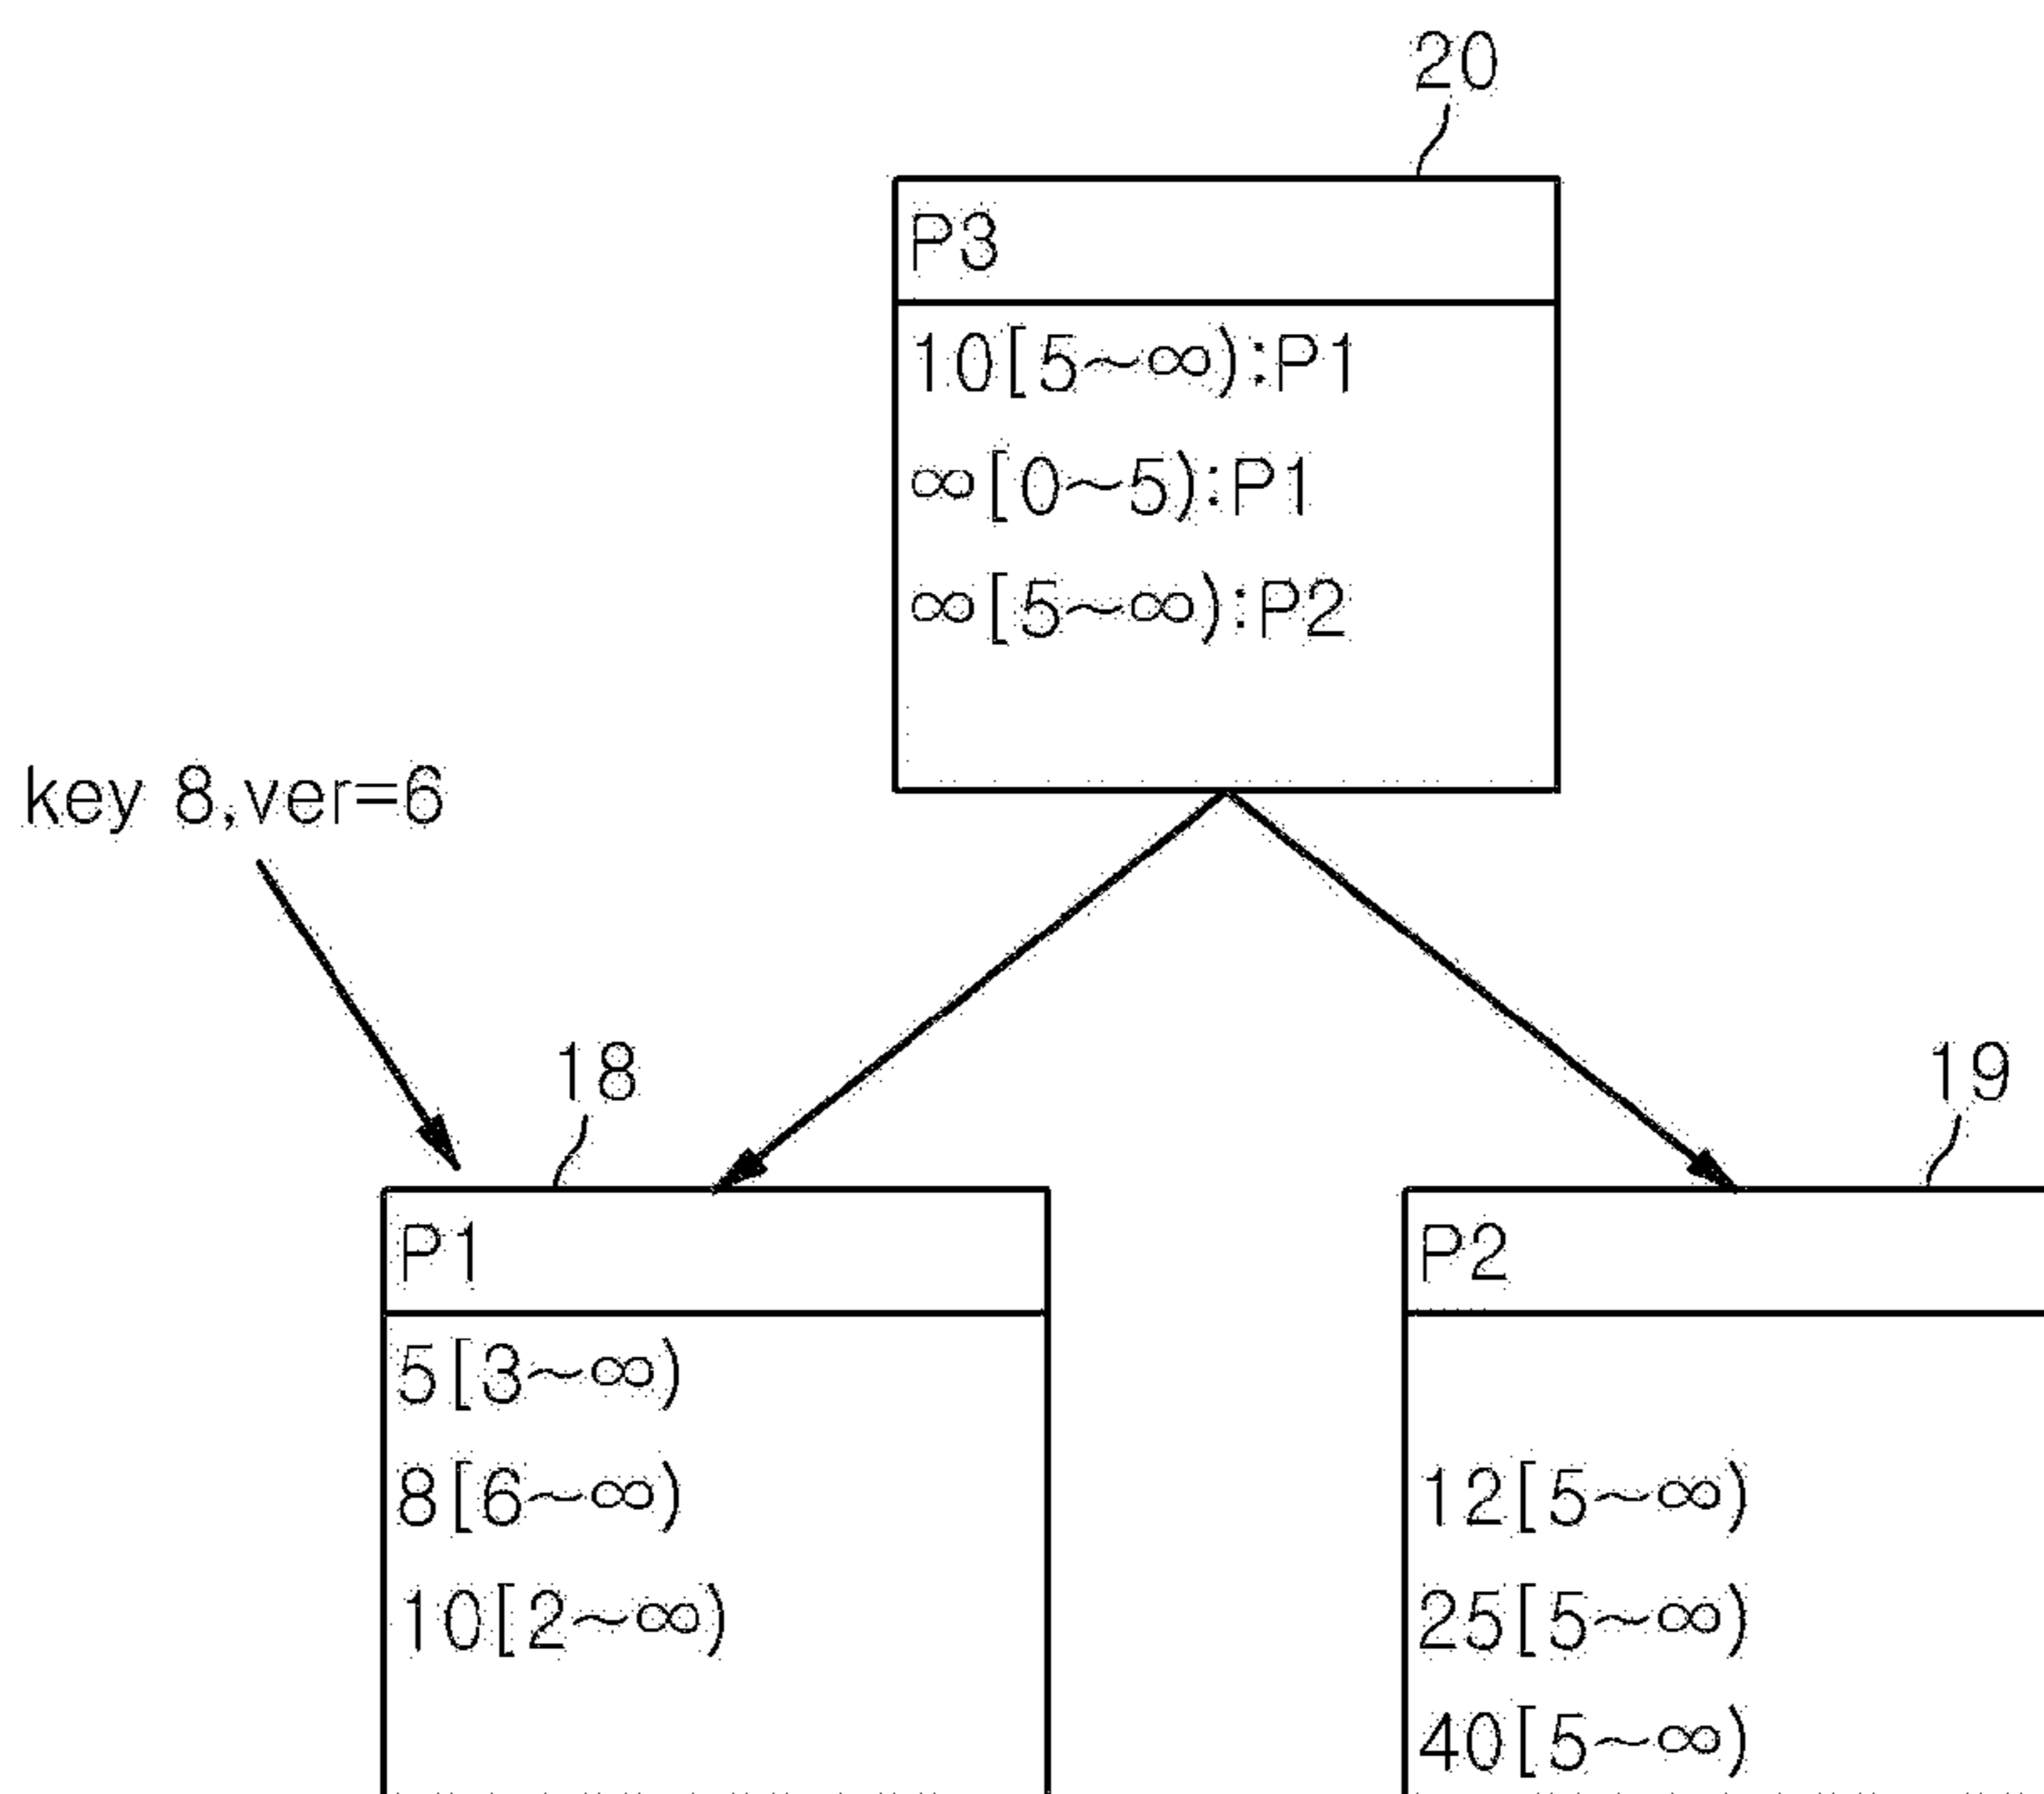 20
P3
10[5~∞):P1
∞[0~5):P1
∞[5~∞):P2
key 8,ver=6
18
19
P1
5[3~∞)
8[6~∞)
10[2~∞)
P2
12[5~∞)
25[5~∞)
40[5~∞)